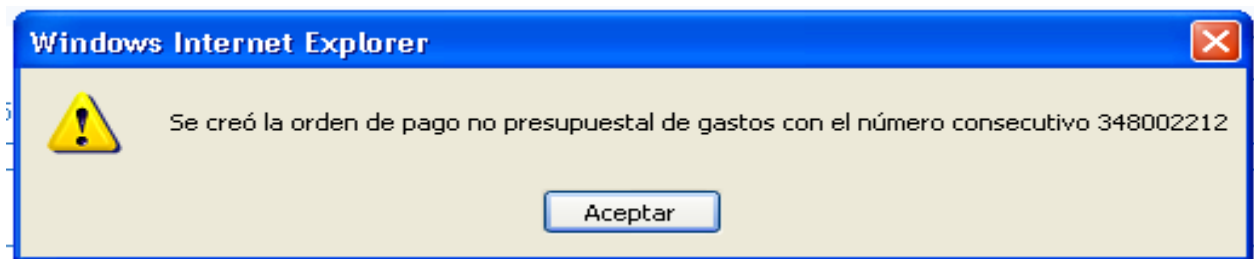 Windows Internet Explorer
Se creó la orden de pago no presupuestal de gastos con el número consecutivo 348002212
Aceptar